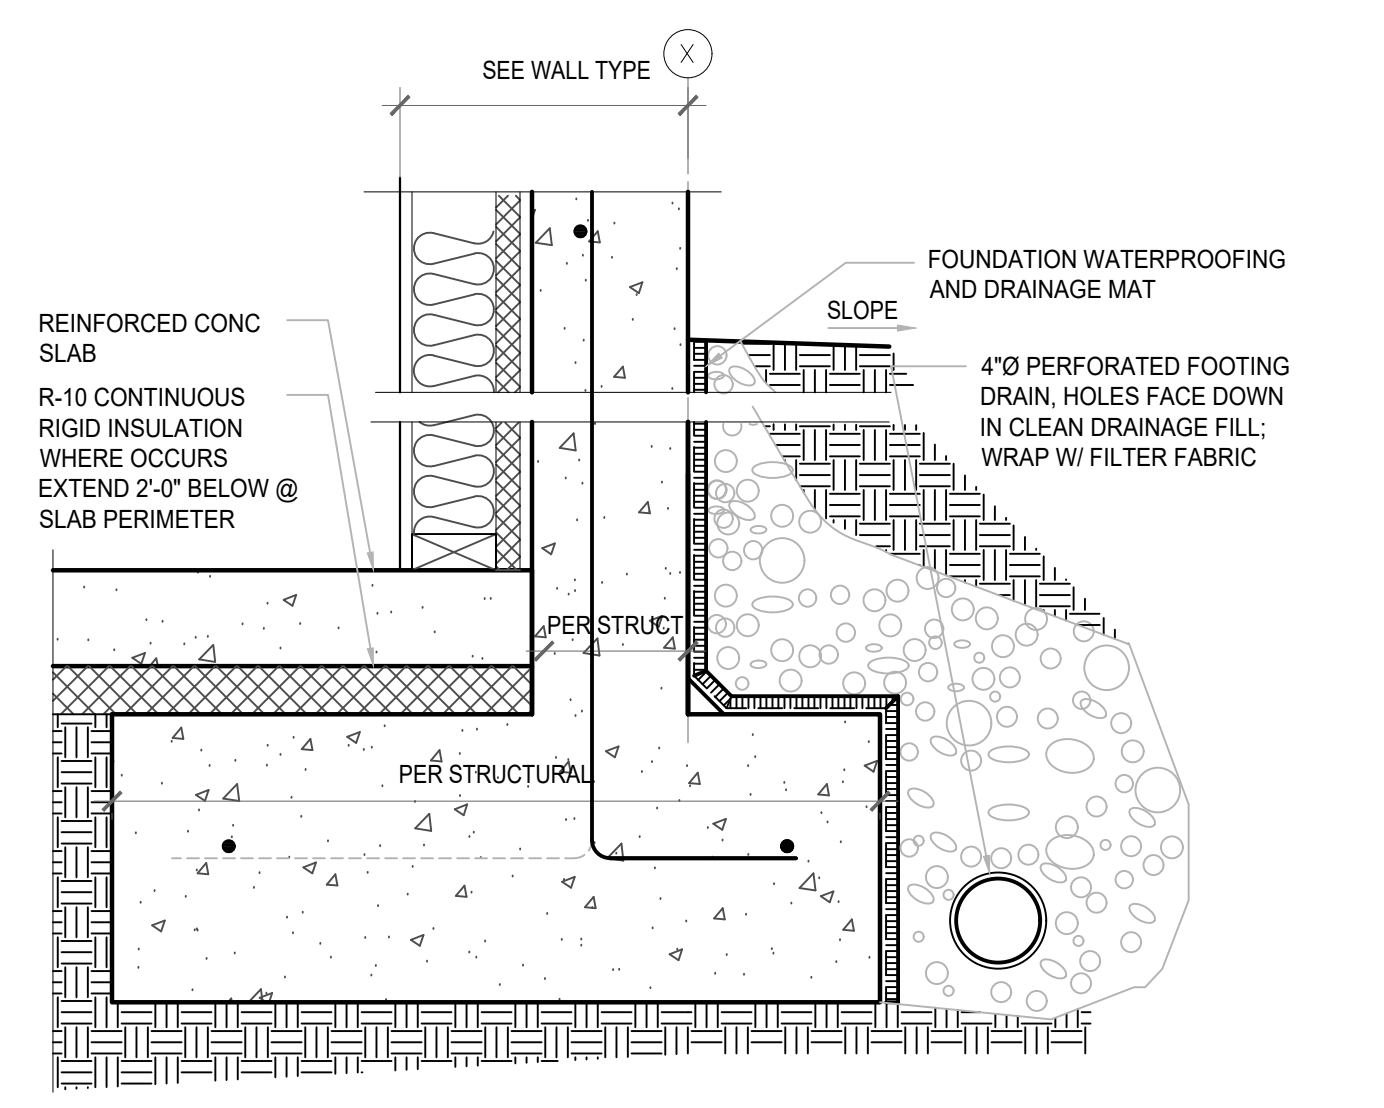 SEE WALL TYPE
X
FOUNDATION WATERPROOFING
AND DRAINAGE MAT
SLOPE
REINFORCED CONC
SLAB
4"Ø PERFORATED FOOTING
DRAIN, HOLES FACE DOWN
IN CLEAN DRAINAGE FILL;
WRAP W/ FILTER FABRIC
R-10 CONTINUOUS
RIGID INSULATION
WHERE OCCURS
EXTEND 2'-0" BELOW @
SLAB PERIMETER
PER STRUCT
PER STRUCTURAL